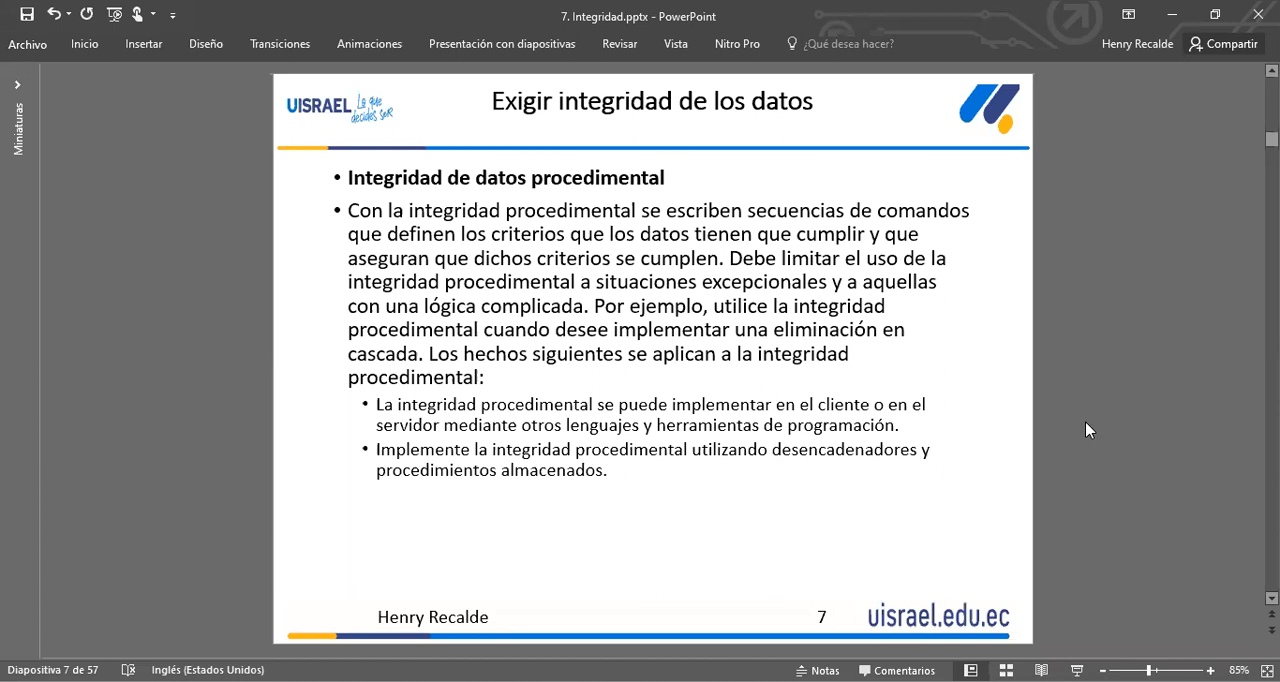 7. Integridad.pptx - PowerPoint
Archivo Inicio Insertar Diseño Transiciones Animaciones Presentación con diapositivas Revisar Vista Nitro Pro ¿Qué desea hacer? Henry Recalde Compartir
Miniaturas
UISRAEL La que decides ser
Exigir integridad de los datos
• Integridad de datos procedimental
• Con la integridad procedimental se escriben secuencias de comandos
que definen los criterios que los datos tienen que cumplir y que
aseguran que dichos criterios se cumplen. Debe limitar el uso de la
integridad procedimental a situaciones excepcionales y a aquellas
con una lógica complicada. Por ejemplo, utilice la integridad
procedimental cuando desee implementar una eliminación en
cascada. Los hechos siguientes se aplican a la integridad
procedimental:
• La integridad procedimental se puede implementar en el cliente o en el
servidor mediante otros lenguajes y herramientas de programación.
• Implemente la integridad procedimental utilizando desencadenadores y
procedimientos almacenados.
Henry Recalde 7 uisrael.edu.ec
Diapositiva 7 de 57 Inglés (Estados Unidos) Notas Comentarios 85%